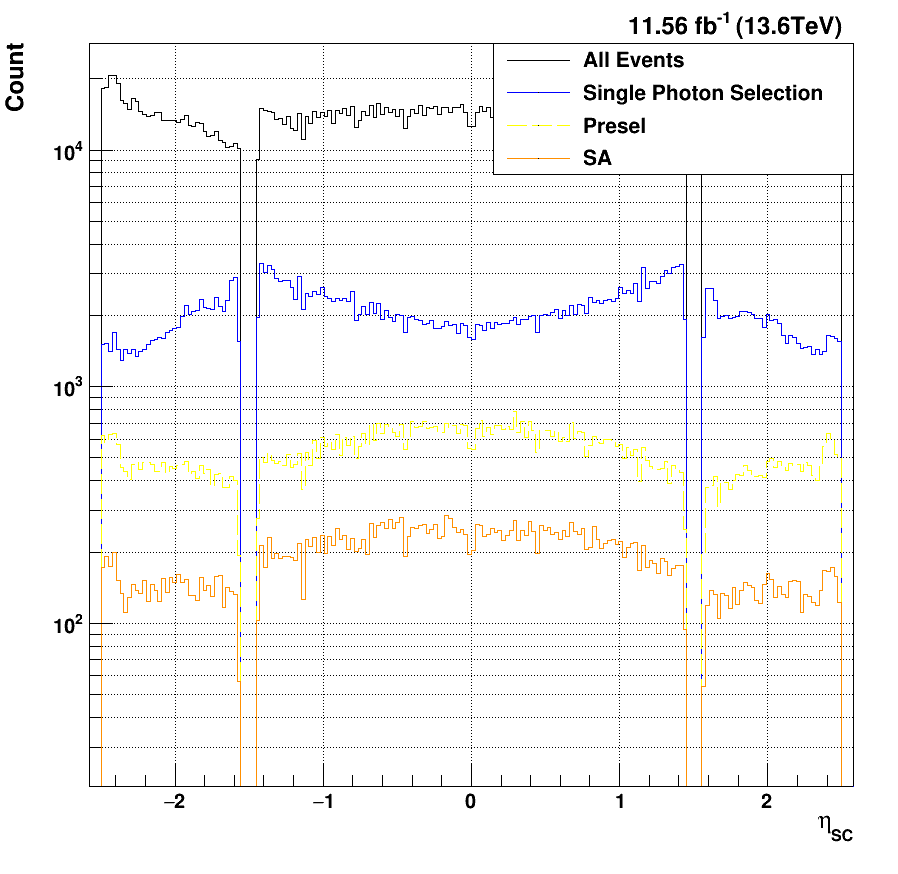 11.56 fb-1 (13.6TeV)
Count
All Events
Single Photon Selection
Presel
SA
10^4
10^3
10^2
−2 −1 0 1 2
η_SC